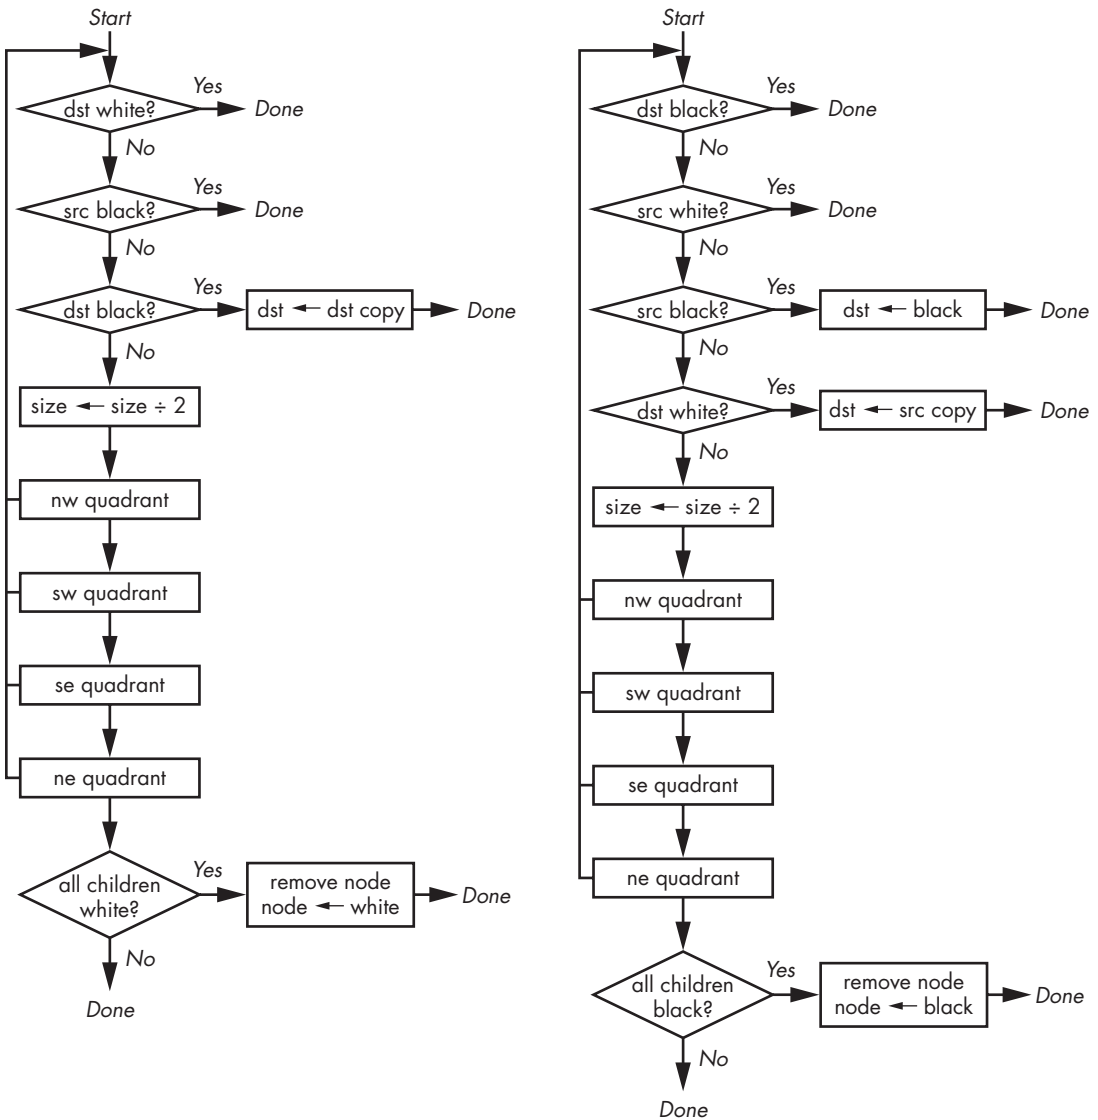 Start
dst white?
Yes
Done
No
src black?
Yes
Done
No
dst black?
Yes
dst ← dst copy
Done
No
size ← size ÷ 2
nw quadrant
sw quadrant
se quadrant
ne quadrant
all children
white?
Yes
remove node
node ← white
Done
No
Done
Start
dst black?
Yes
Done
No
src white?
Yes
Done
No
src black?
Yes
dst ← black
Done
No
dst white?
Yes
dst ← src copy
Done
No
size ← size ÷ 2
nw quadrant
sw quadrant
se quadrant
ne quadrant
all children
black?
Yes
remove node
node ← black
Done
No
Done